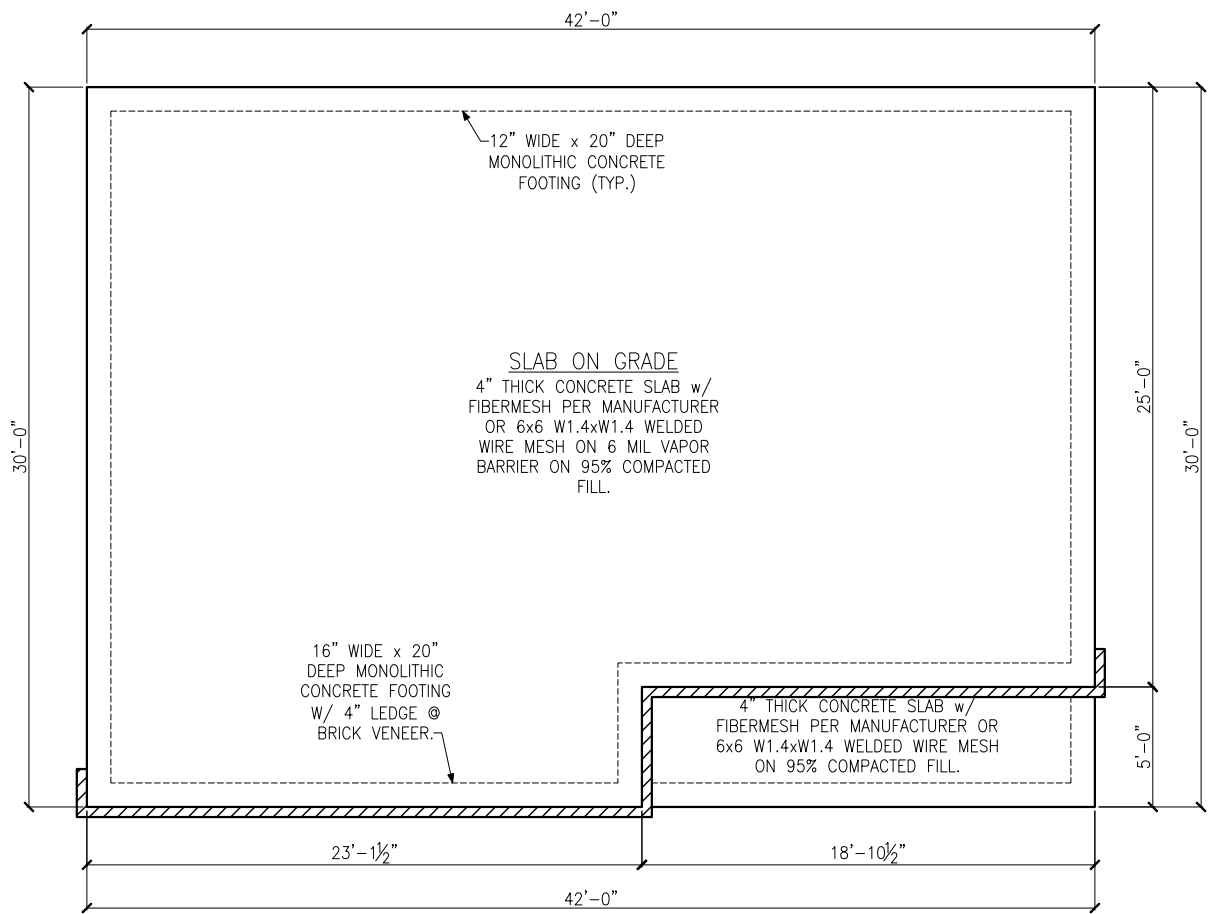 42'-0"
12" WIDE x 20" DEEP
MONOLITHIC CONCRETE
FOOTING (TYP.)
SLAB ON GRADE
4" THICK CONCRETE SLAB w/
FIBERMESH PER MANUFACTURER
OR 6x6 W1.4xW1.4 WELDED
WIRE MESH ON 6 MIL VAPOR
BARRIER ON 95% COMPACTED
FILL.
30'-0"
25'-0"
30'-0"
16" WIDE x 20"
DEEP MONOLITHIC
CONCRETE FOOTING
W/ 4" LEDGE @
BRICK VENEER.
4" THICK CONCRETE SLAB w/
FIBERMESH PER MANUFACTURER OR
6x6 W1.4xW1.4 WELDED WIRE MESH
ON 95% COMPACTED FILL.
5'-0"
23'-1½"
18'-10½"
42'-0"